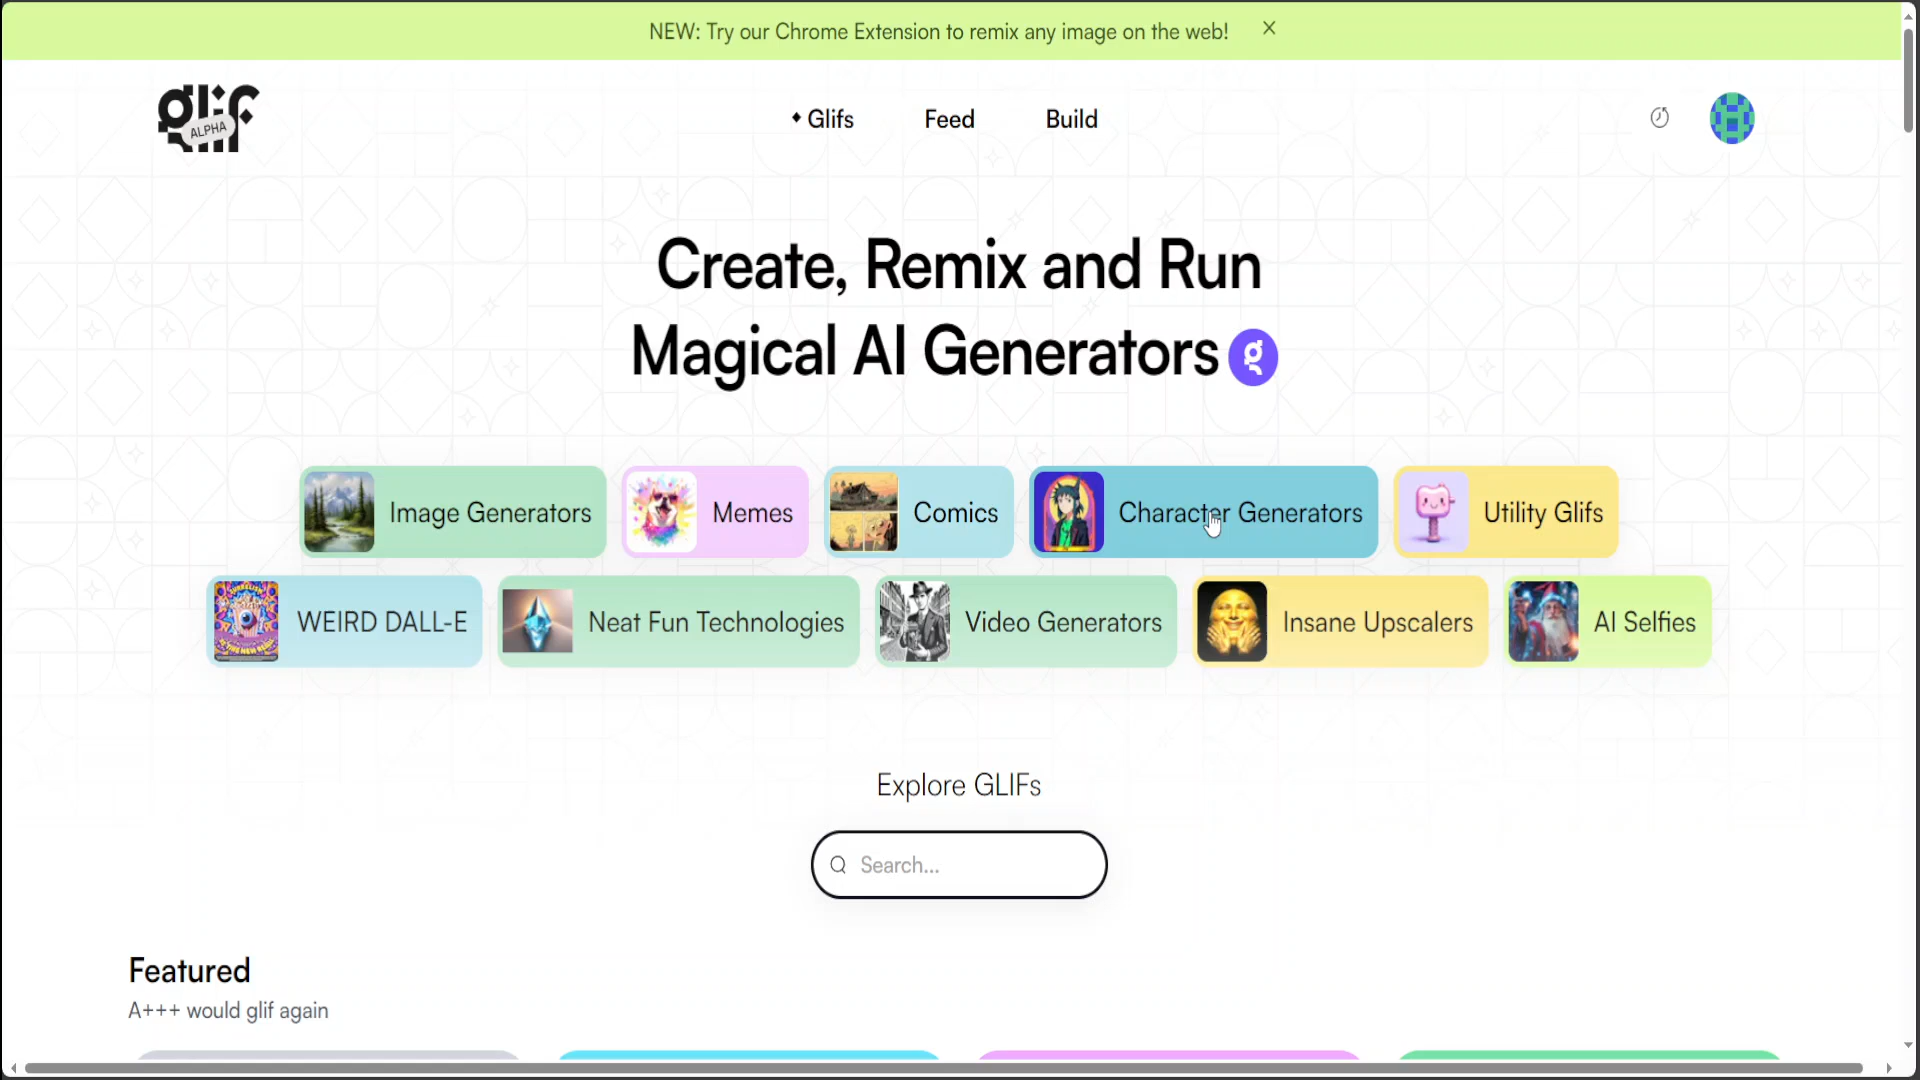 NEW: Try our Chrome Extension to remix any image on the web!
glif
ALPHA
Glifs
Feed
Build
Create, Remix and Run
Magical AI Generators
Image Generators
Memes
Comics
Character Generators
Utility Glifs
WEIRD DALL-E
Neat Fun Technologies
Video Generators
Insane Upscalers
AI Selfies
Explore GLIFs
Search...
Featured
A+++ would glif again